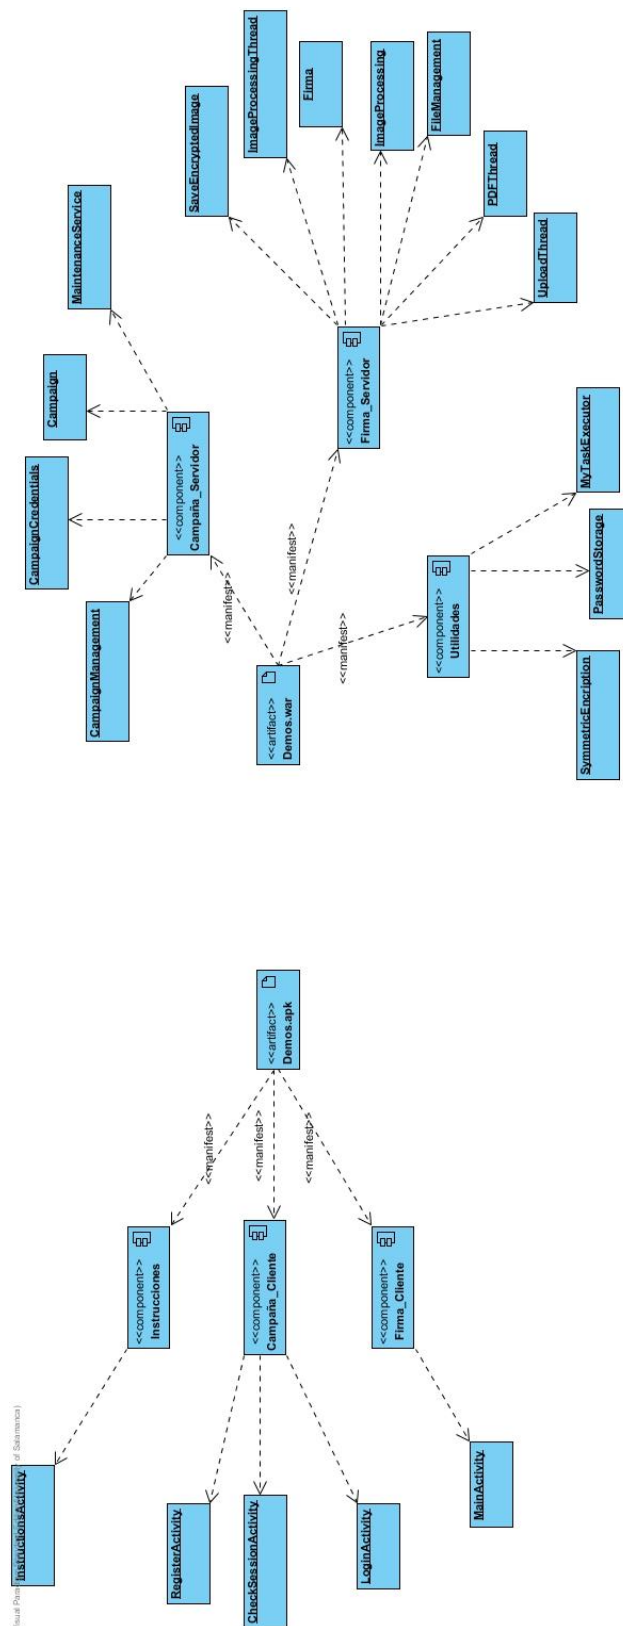 of Salamanca)
InstructionsActivity
RegisterActivity
CheckSessionActivity
LoginActivity
MainActivity
<<component>>
Instrucciones
<<component>>
Campaña_Cliente
<<component>>
Firma_Cliente
<<manifest>>
<<manifest>>
<<manifest>>
<<artifact>>
Demos.apk
<<artifact>>
Demos.war
<<manifest>>
<<manifest>>
<<manifest>>
<<component>>
Campaña_Servidor
CampaignManagement
CampaignCredentials
Campaign
MaintenanceService
<<component>>
Firma_Servidor
SaveEncryptedImage
ImageProcessingThread
Firma
ImageProcessing
FileManagement
PDFThread
UploadThread
<<component>>
Utilidades
SymmetricEncription
PasswordStorage
MyTaskExecutor